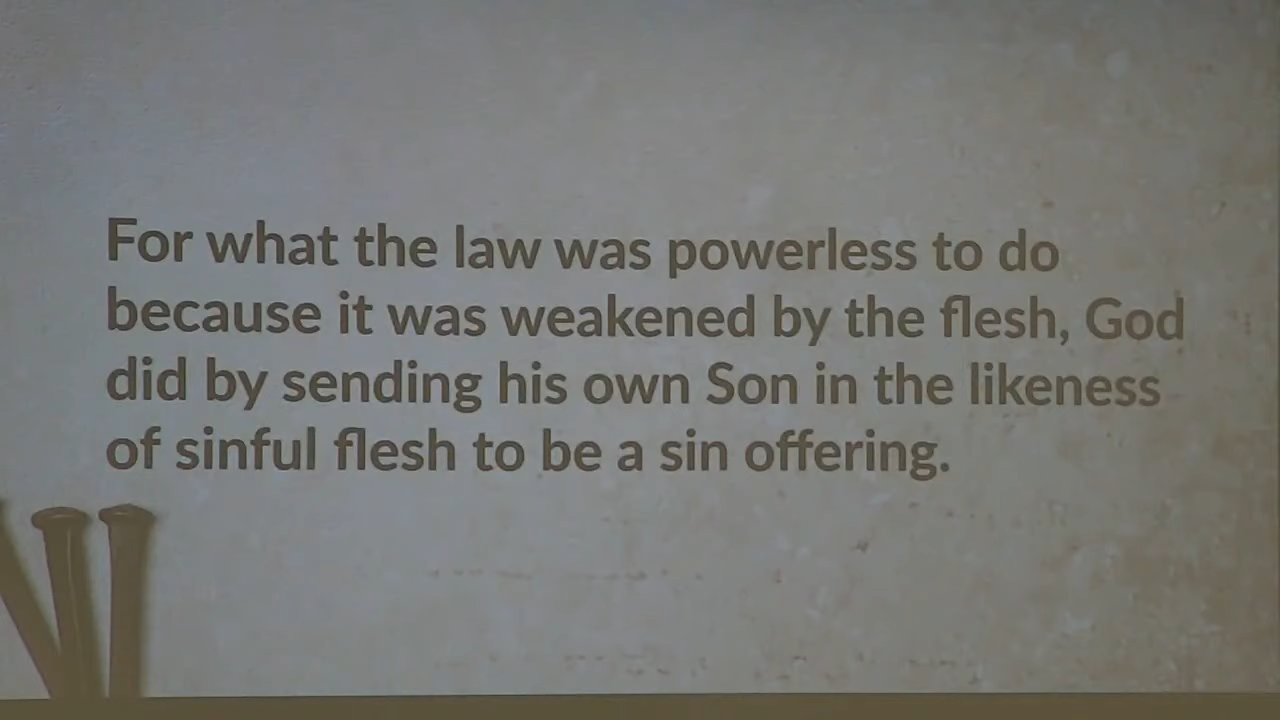 For what the law was powerless to do
because it was weakened by the flesh, God
did by sending his own Son in the likeness
of sinful flesh to be a sin offering.